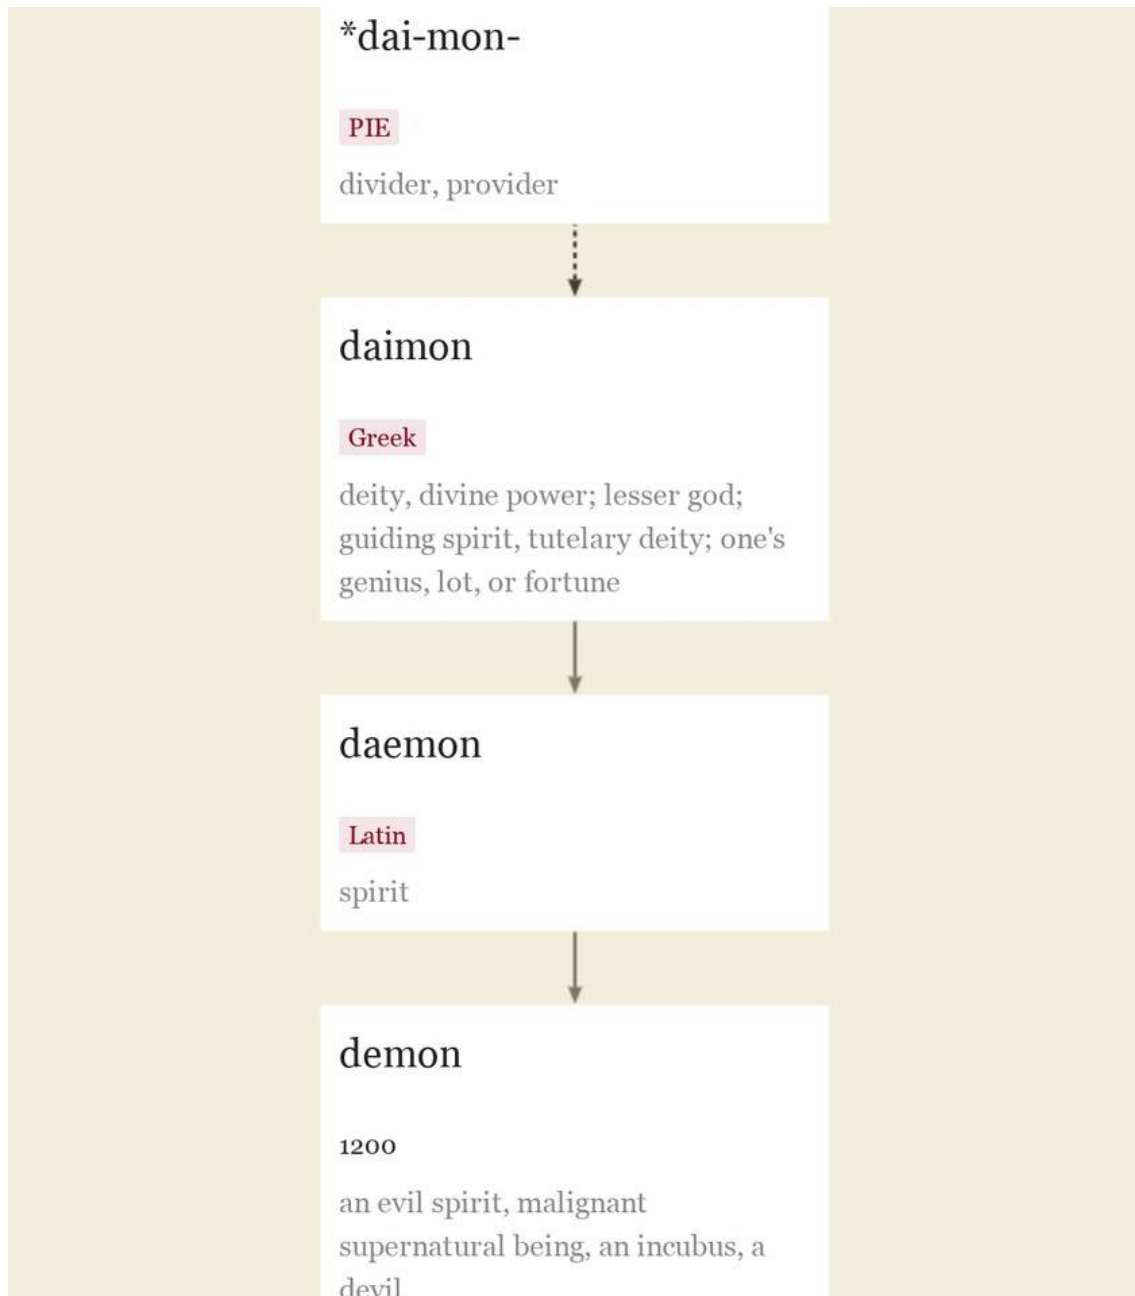 *dai-mon-
PIE
divider, provider
daimon
Greek
deity, divine power; lesser god;
guiding spirit, tutelary deity; one's
genius, lot, or fortune
daemon
Latin
spirit
demon
1200
an evil spirit, malignant
supernatural being, an incubus, a
devil